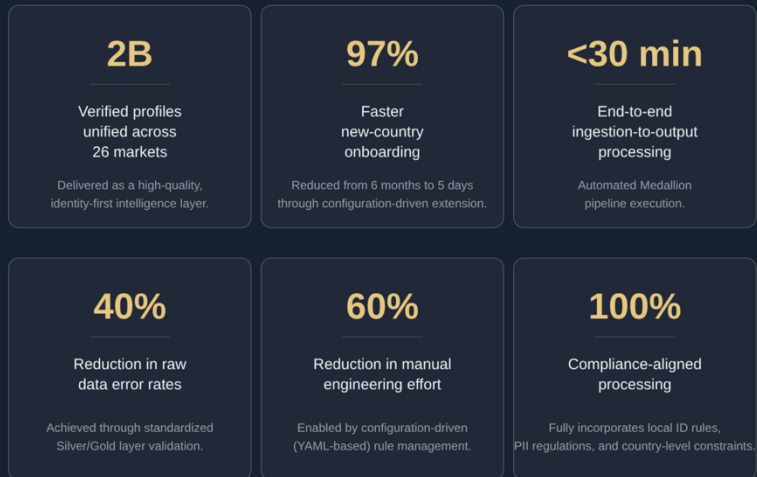 2B
Verified profiles
unified across
26 markets
Delivered as a high-quality,
identity-first intelligence layer.
97%
Faster
new-country
onboarding
Reduced from 6 months to 5 days
through configuration-driven extension.
<30 min
End-to-end
ingestion-to-output
processing
Automated Medallion
pipeline execution.
40%
Reduction in raw
data error rates
Achieved through standardized
Silver/Gold layer validation.
60%
Reduction in manual
engineering effort
Enabled by configuration-driven
(YAML-based) rule management.
100%
Compliance-aligned
processing
Fully incorporates local ID rules,
PII regulations, and country-level constraints.